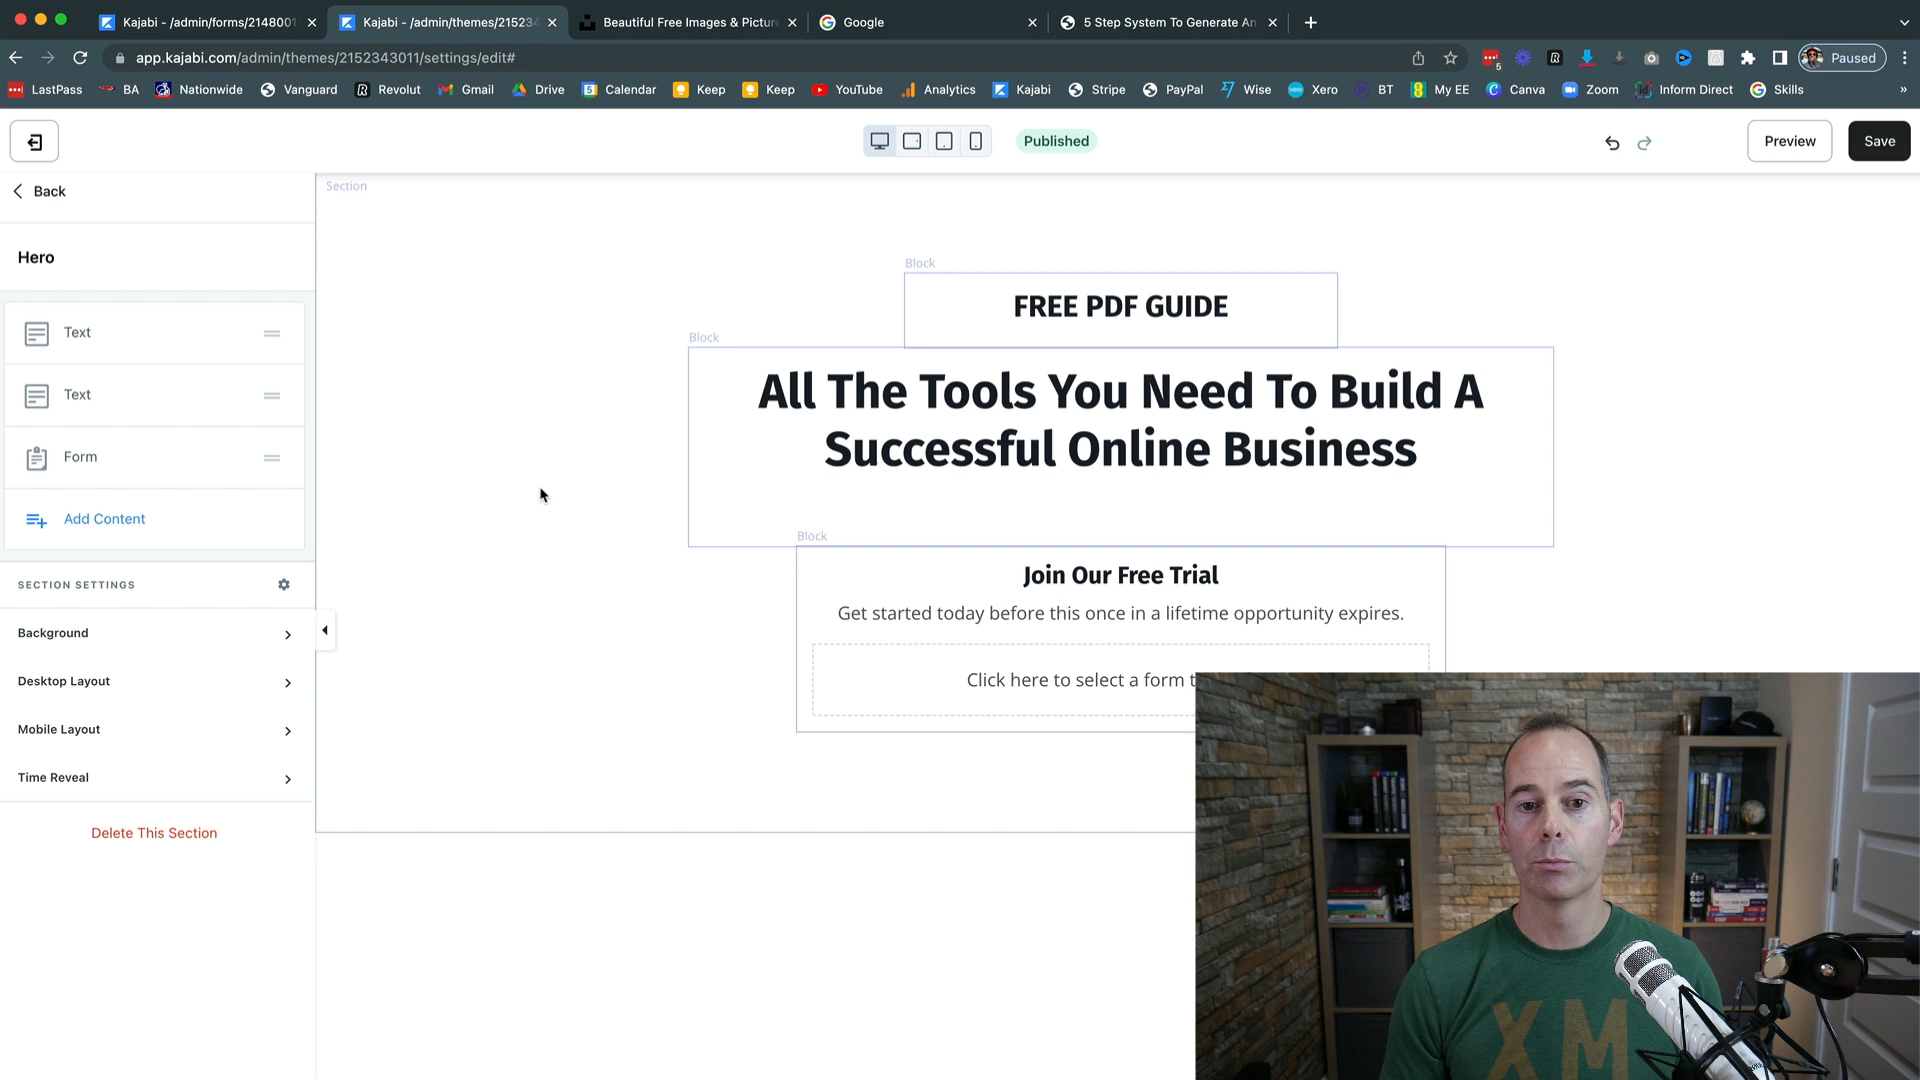 Kajabi - /admin/forms/2148001
Kajabi - /admin/themes/21523
Beautiful Free Images & Pictur
Google
5 Step System To Generate An
app.kajabi.com/admin/themes/2152343011/settings/edit#
5
Paused
LastPass
BA
Nationwide
Vanguard
Revolut
Gmail
Drive
Calendar
Keep
Keep
YouTube
Analytics
Kajabi
Stripe
PayPal
Wise
Xero
BT
My EE
Canva
Zoom
Inform Direct
Skills
Published
Preview
Save
Back
Hero
Text
Text
Form
Add Content
SECTION SETTINGS
Background
Desktop Layout
Mobile Layout
Time Reveal
Delete This Section
Section
Block
FREE PDF GUIDE
Block
All The Tools You Need To Build A
Successful Online Business
Block
Join Our Free Trial
Get started today before this once in a lifetime opportunity expires.
Click here to select a form t
XM